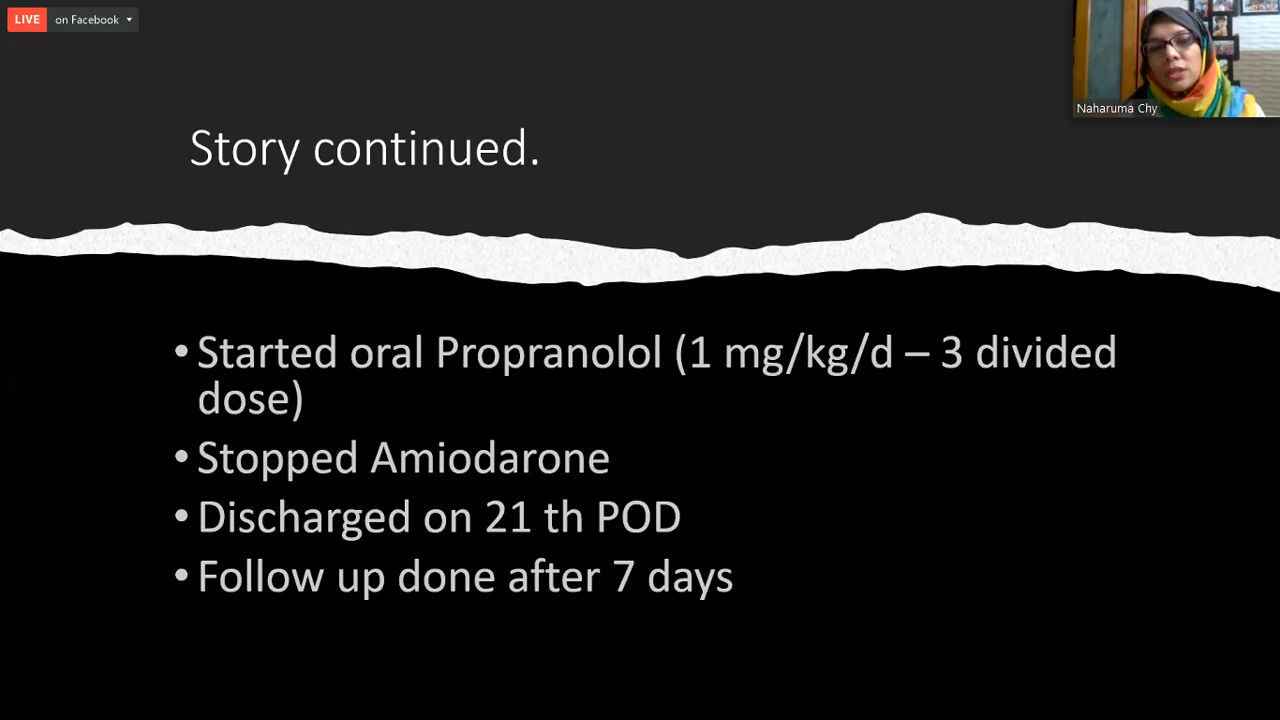 LIVE on Facebook
Naharuma Chy
Story continued.
• Started oral Propranolol (1 mg/kg/d – 3 divided
dose)
• Stopped Amiodarone
• Discharged on 21 th POD
• Follow up done after 7 days